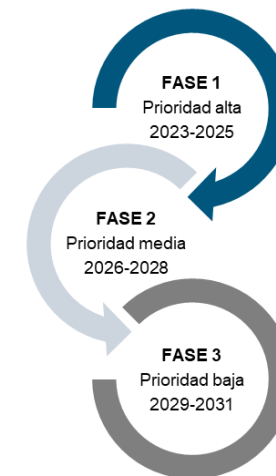 FASE 1
Prioridad alta
2023-2025
FASE 2
Prioridad media
2026-2028
FASE 3
Prioridad baja
2029-2031